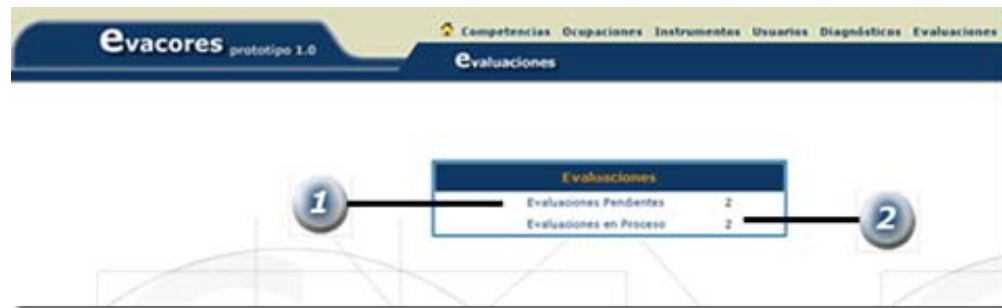 evacores prototipo 1.0
Competencias Ocupaciones Instrumentos Usuarios Diagnósticos Evaluaciones
evaluaciones
Evaluaciones
1
Evaluaciones Pendientes 2
Evaluaciones en Proceso 2
2